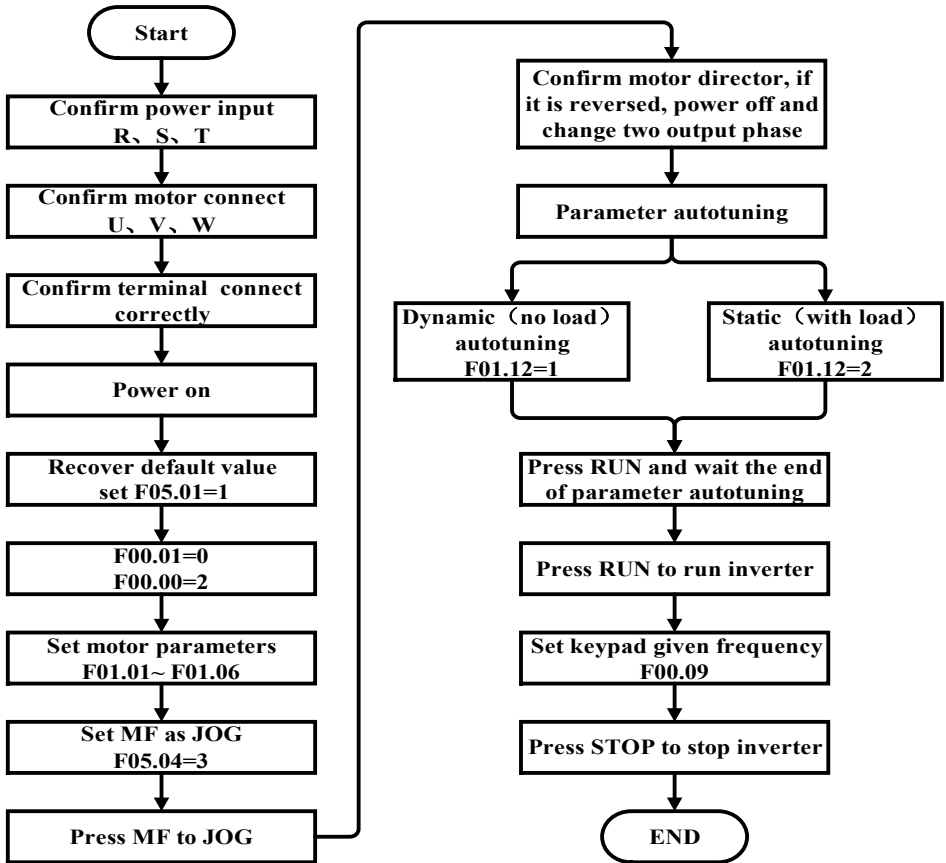 Start
Confirm power input
R、S、T
Confirm motor connect
U、V、W
Confirm terminal connect
correctly
Power on
Recover default value
set F05.01=1
F00.01=0
F00.00=2
Set motor parameters
F01.01~ F01.06
Set MF as JOG
F05.04=3
Press MF to JOG
Confirm motor director, if
it is reversed, power off and
change two output phase
Parameter autotuning
Dynamic（no load）
autotuning
F01.12=1
Static（with load）
autotuning
F01.12=2
Press RUN and wait the end
of parameter autotuning
Press RUN to run inverter
Set keypad given frequency
F00.09
Press STOP to stop inverter
END